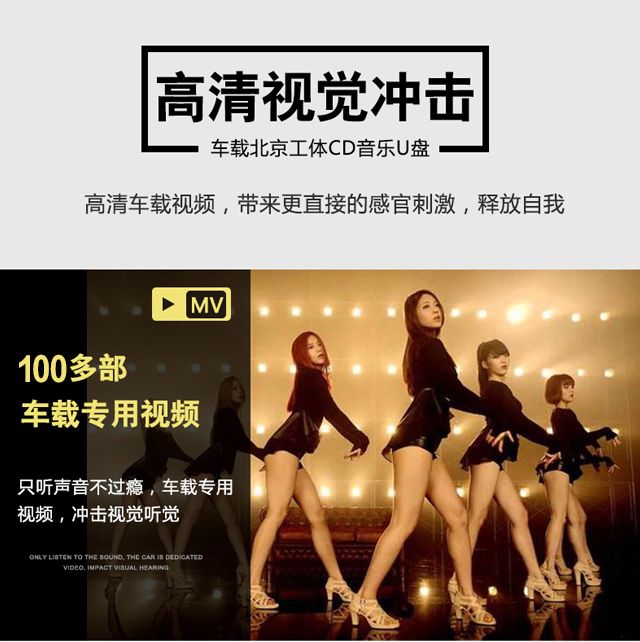 高清视觉冲击
车载北京工体CD音乐U盘
高清车载视频，带来更直接的感官刺激，释放自我
MV
100多部
车载专用视频
只听声音不过瘾，车载专用
视频，冲击视觉听觉
ONLY LISTEN TO THE SOUND, THE CAR IS DEDICATED
VIDEO, IMPACT VISUAL HEARING